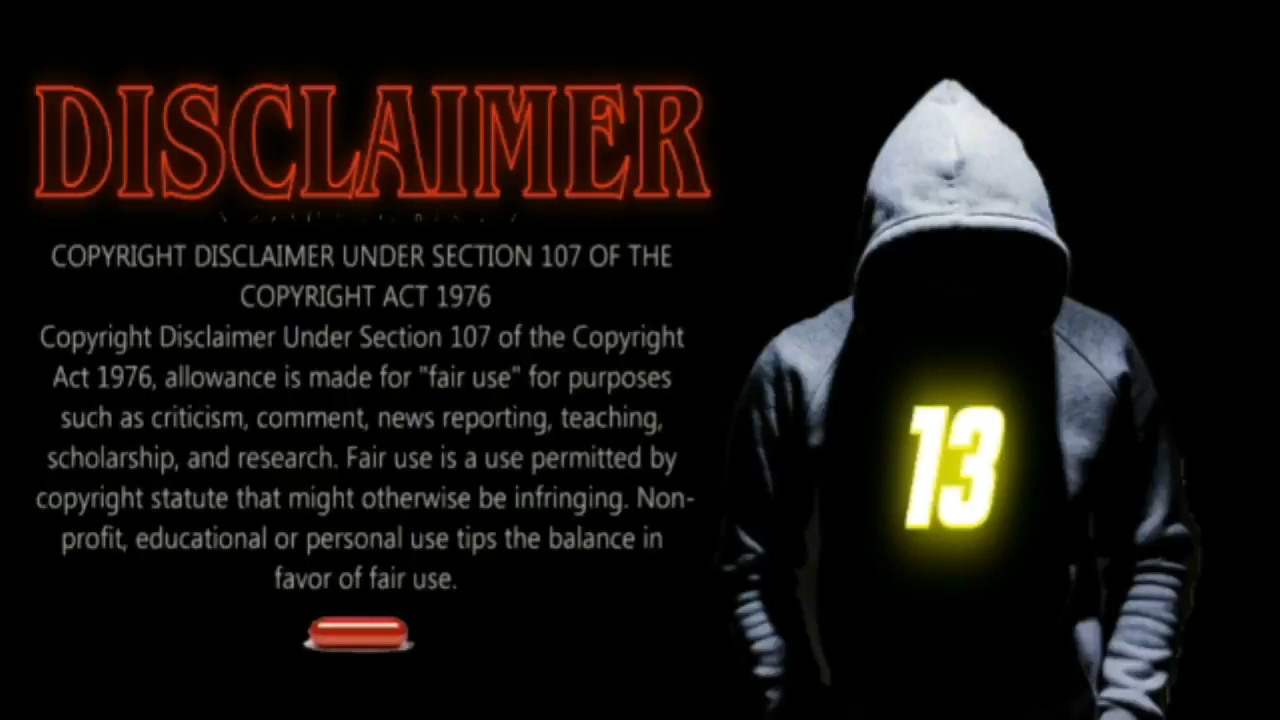 DISCLAIMER
COPYRIGHT DISCLAIMER UNDER SECTION 107 OF THE
COPYRIGHT ACT 1976
Copyright Disclaimer Under Section 107 of the Copyright
Act 1976, allowance is made for "fair use" for purposes
such as criticism, comment, news reporting, teaching,
scholarship, and research. Fair use is a use permitted by
copyright statute that might otherwise be infringing. Non-
profit, educational or personal use tips the balance in
favor of fair use.
13